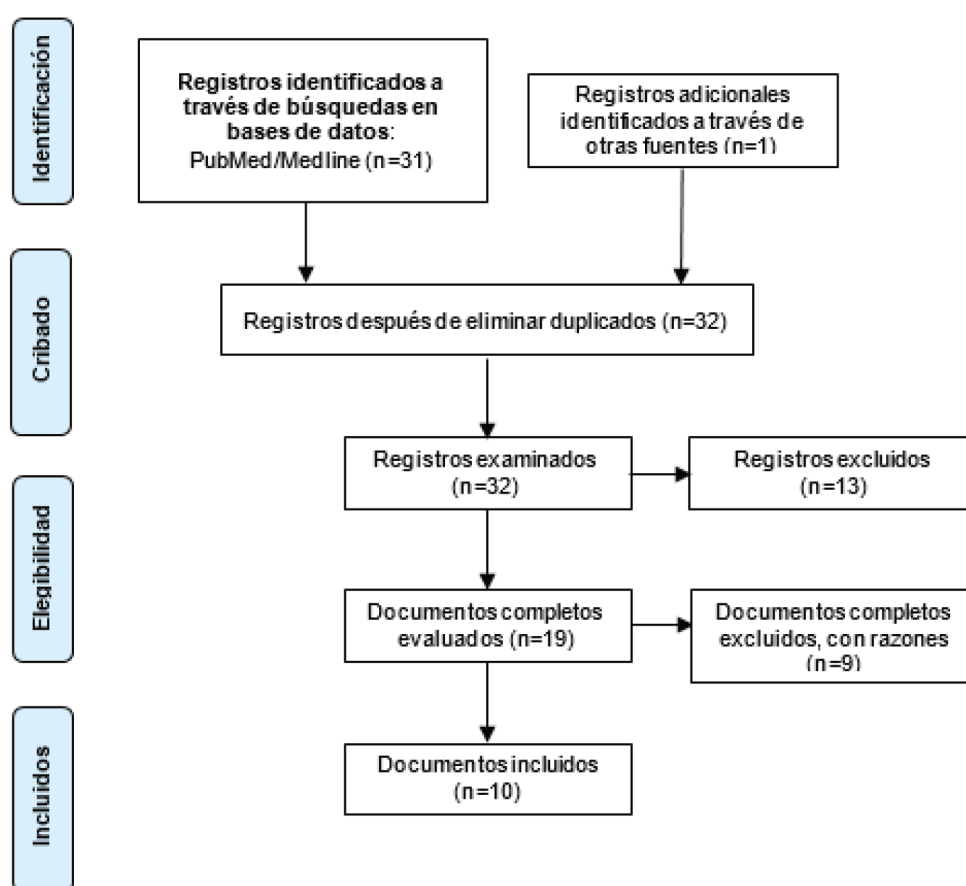 Identificación
Registros identificados a
través de búsquedas en
bases de datos:
PubMed/Medline (n=31)
Registros adicionales
identificados a través de
otras fuentes (n=1)
Cribado
Registros después de eliminar duplicados (n=32)
Registros examinados
(n=32)
Registros excluidos
(n=13)
Elegibilidad
Documentos completos
evaluados (n=19)
Documentos completos
excluidos, con razones
(n=9)
Incluidos
Documentos incluidos
(n=10)